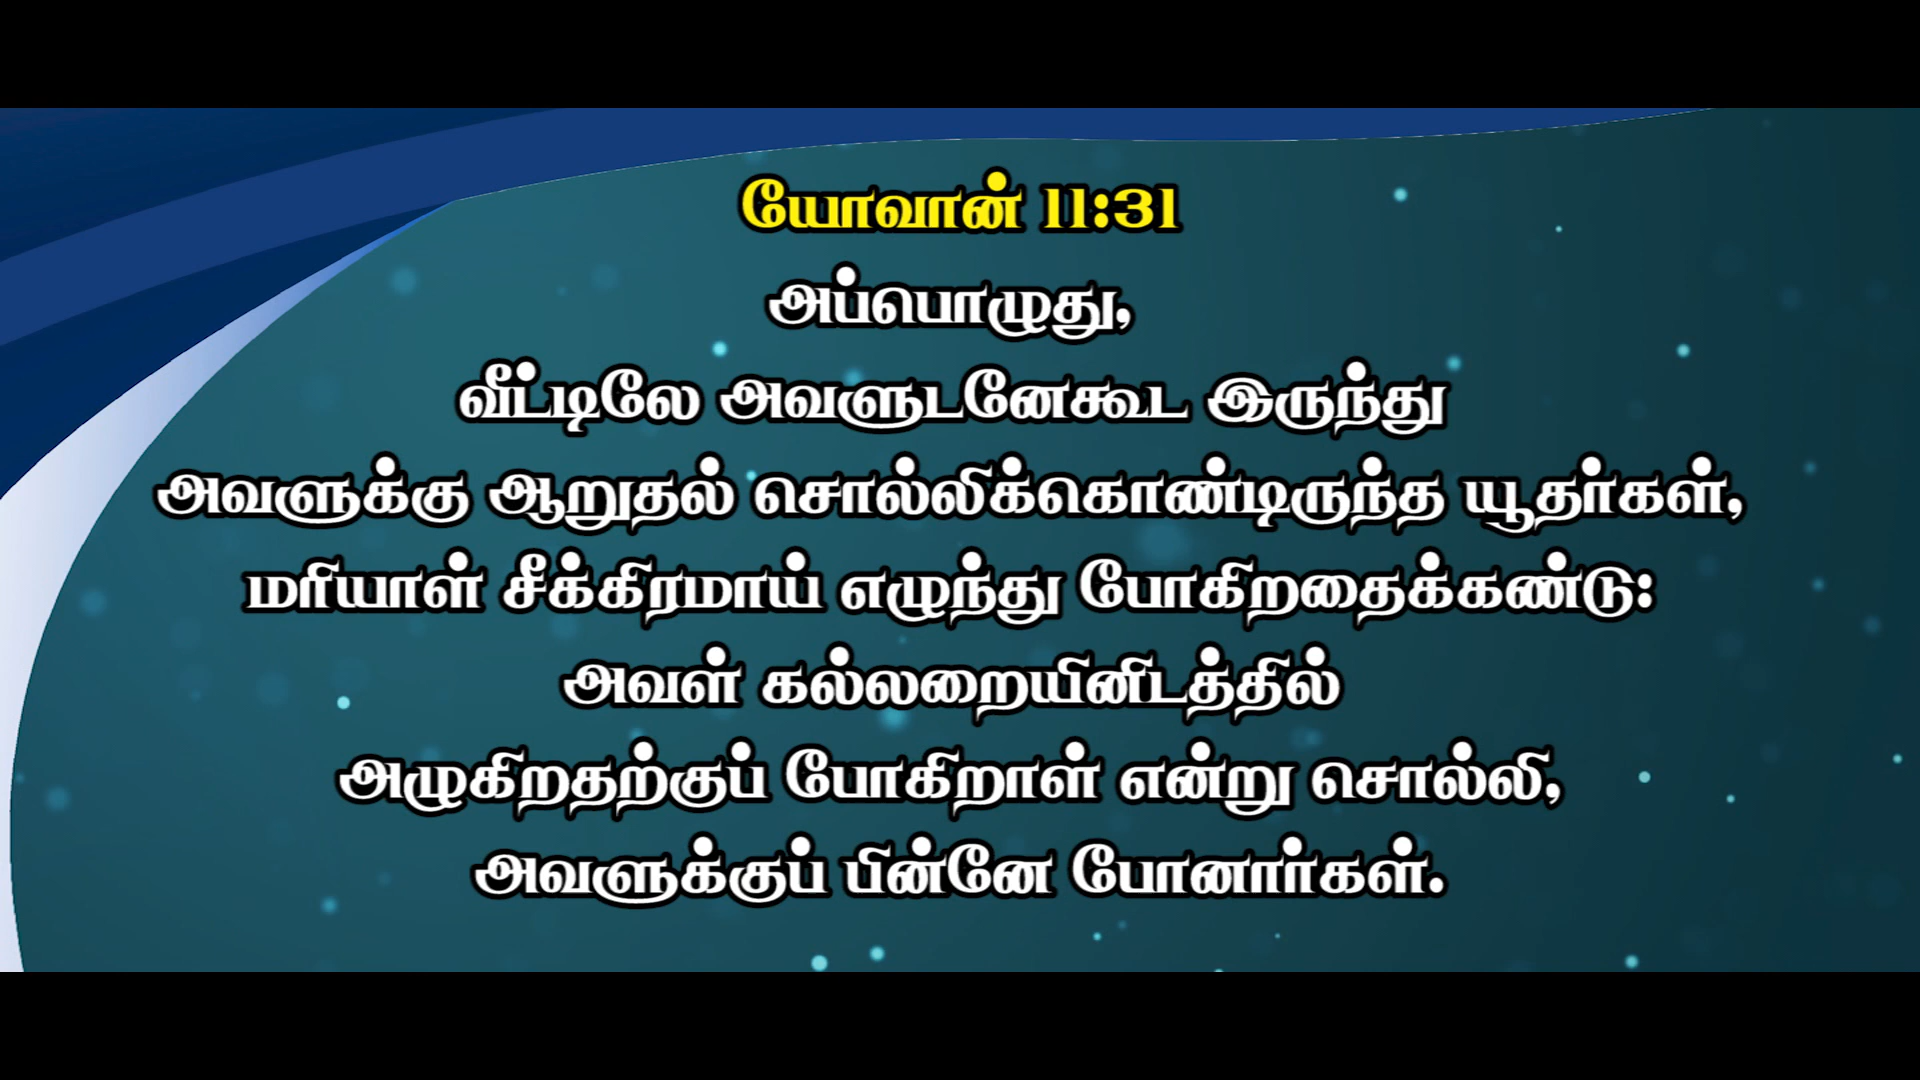 யோவான் 11:31
அப்பொழுது,
வீட்டிலே அவளுடனேகூட இருந்து
அவளுக்கு ஆறுதல் சொல்லிக்கொண்டிருந்த யூதர்கள்,
மரியாள் சீக்கிரமாய் எழுந்து போகிறதைக்கண்டு:
அவள் கல்லறையினிடத்தில்
அழுகிறதற்குப் போகிறாள் என்று சொல்லி,
அவளுக்குப் பின்னே போனார்கள்.